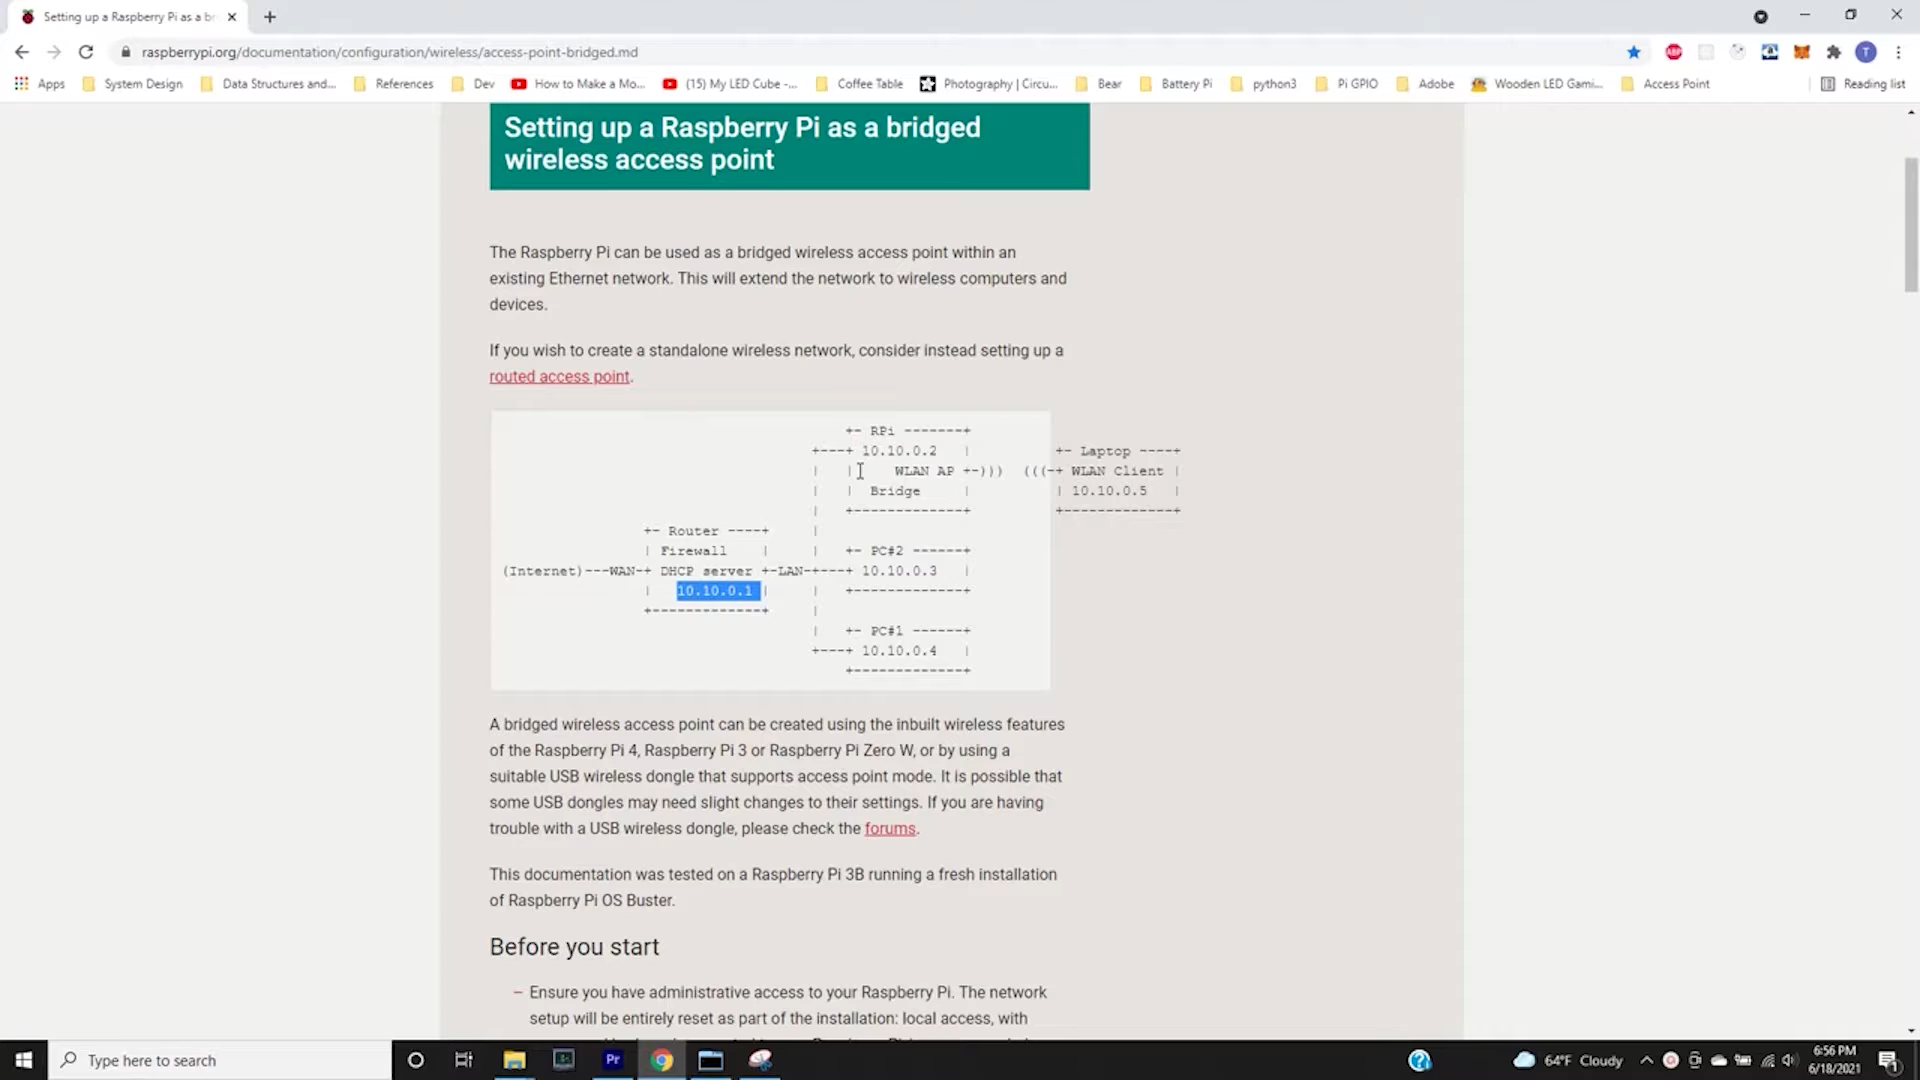 Setting up a Raspberry Pi as a br
raspberrypi.org/documentation/configuration/wireless/access-point-bridged.md
ABP
T
Apps
System Design
Data Structures and...
References
Dev
How to Make a Mo...
(15) My LED Cube -...
Coffee Table
Photography | Circu...
Bear
Battery Pi
python3
Pi GPIO
Adobe
Wooden LED Gami...
Access Point
Reading list
Setting up a Raspberry Pi as a bridged
wireless access point
The Raspberry Pi can be used as a bridged wireless access point within an
existing Ethernet network. This will extend the network to wireless computers and
devices.
If you wish to create a standalone wireless network, consider instead setting up a
routed access point.
+- RPi -------+
+---+ 10.10.0.2   |          +- Laptop ----+
|   |     WLAN AP +-)))  (((-+ WLAN Client |
|   |  Bridge     |          | 10.10.0.5   |
|   +-------------+          +-------------+
+- Router ----+     |
| Firewall    |     |   +- PC#2 ------+
(Internet)---WAN-+ DHCP server +-LAN-+---+ 10.10.0.3   |
|   10.10.0.1 |     |   +-------------+
+-------------+     |
|   +- PC#1 ------+
+---+ 10.10.0.4   |
+-------------+
A bridged wireless access point can be created using the inbuilt wireless features
of the Raspberry Pi 4, Raspberry Pi 3 or Raspberry Pi Zero W, or by using a
suitable USB wireless dongle that supports access point mode. It is possible that
some USB dongles may need slight changes to their settings. If you are having
trouble with a USB wireless dongle, please check the forums.
This documentation was tested on a Raspberry Pi 3B running a fresh installation
of Raspberry Pi OS Buster.
Before you start
– Ensure you have administrative access to your Raspberry Pi. The network
setup will be entirely reset as part of the installation: local access, with
Type here to search
Pr
64°F Cloudy
6:56 PM
6/18/2021
1